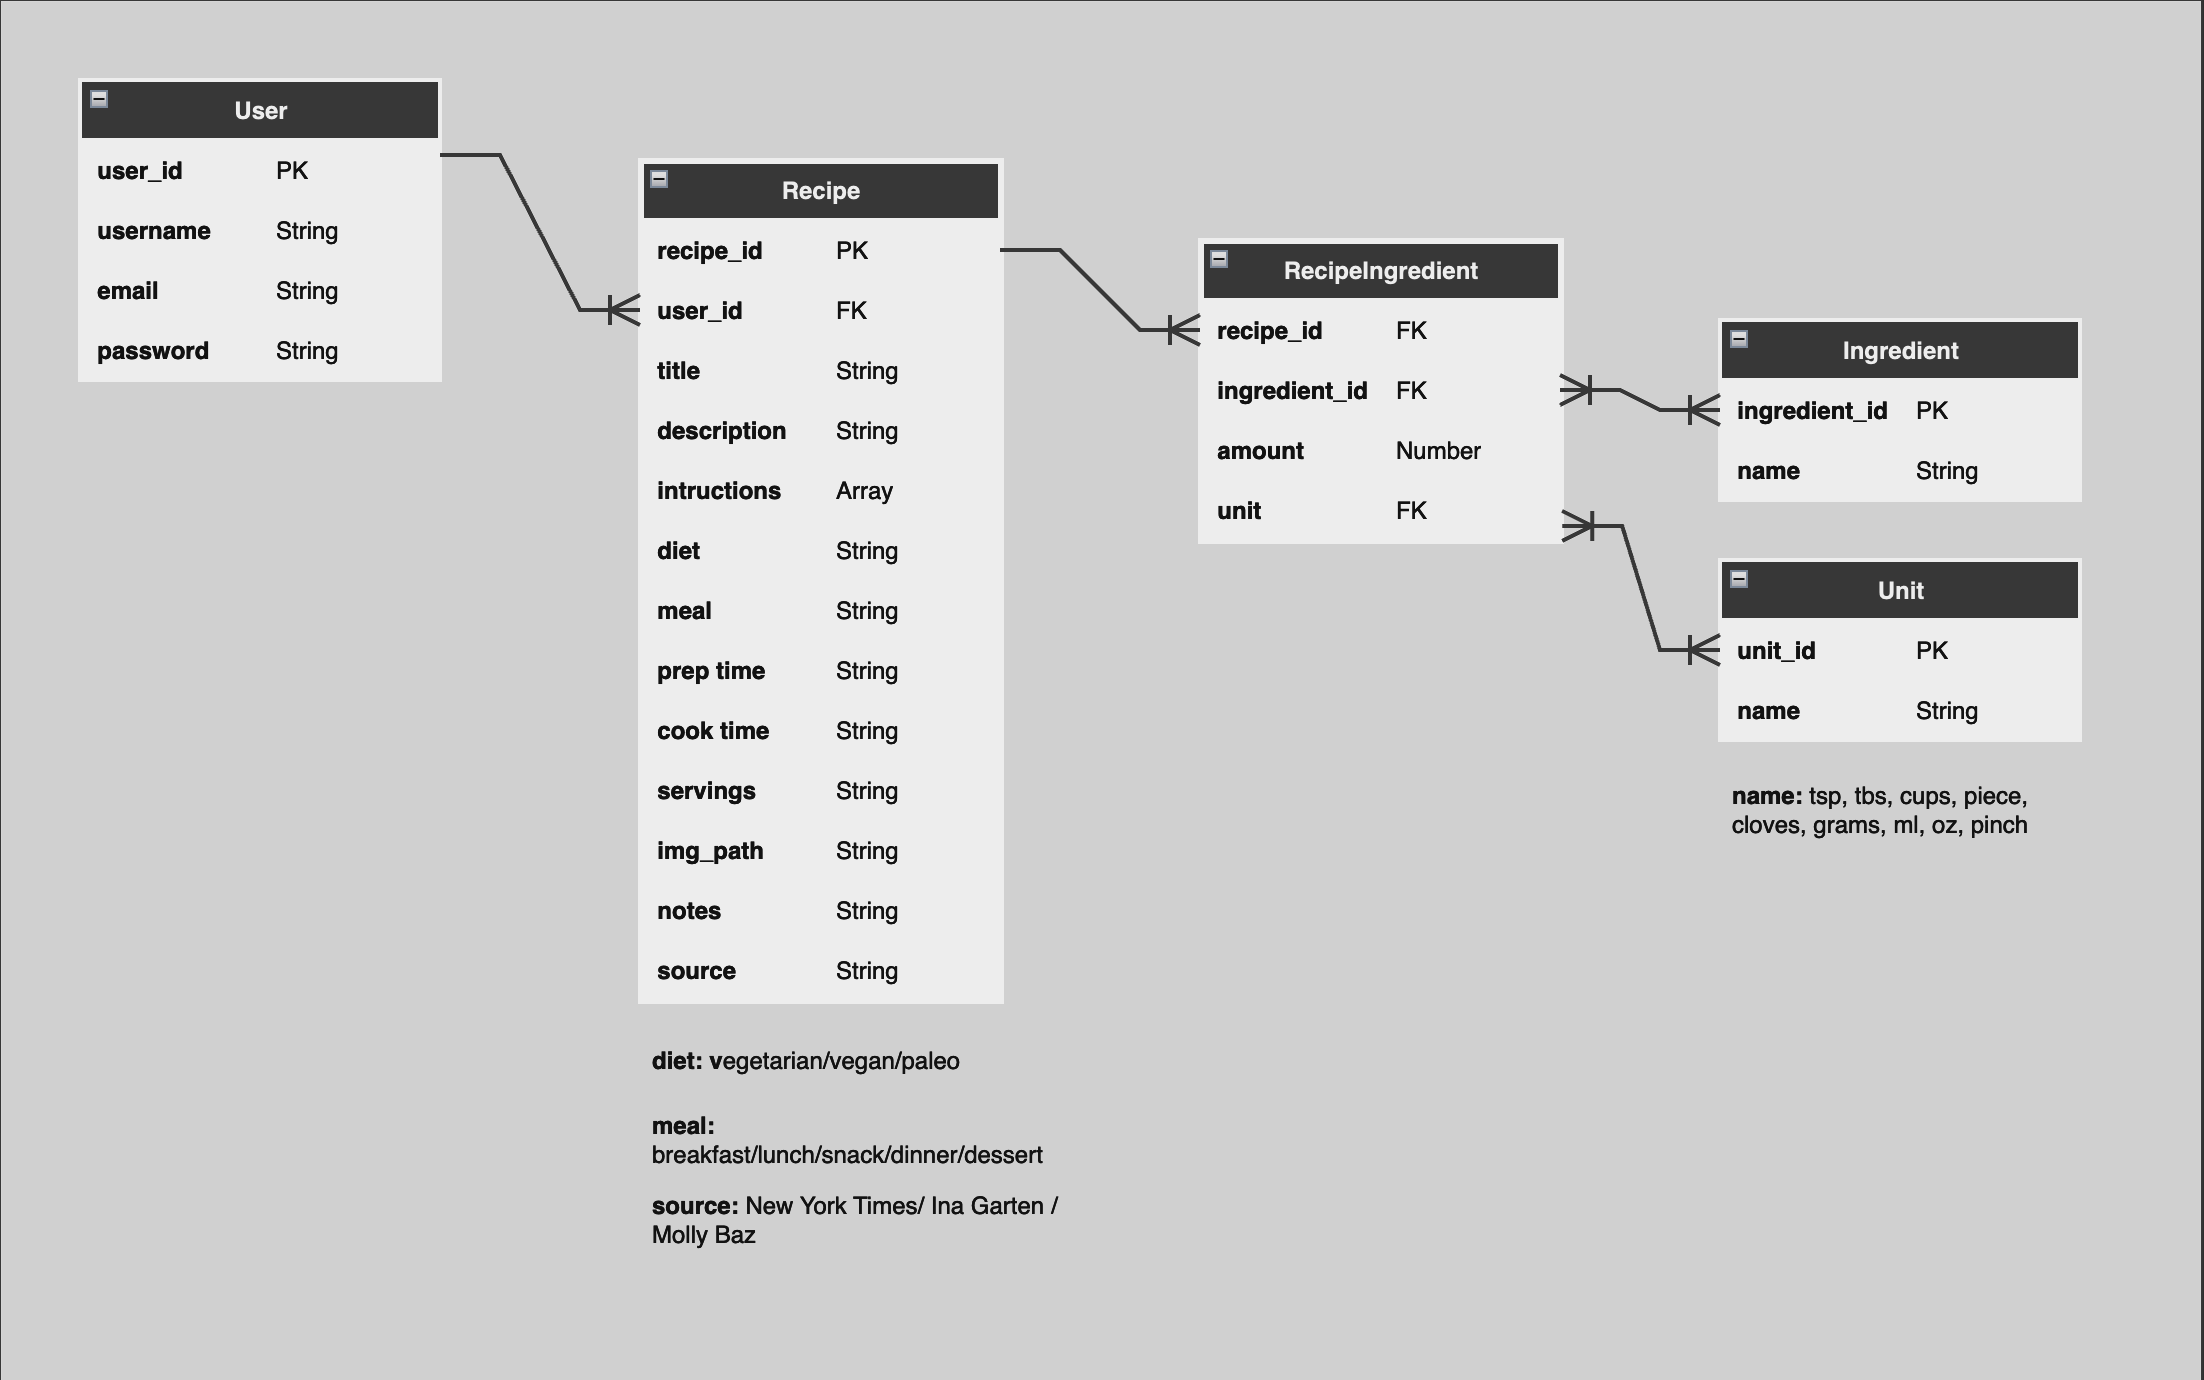 User
user_id PK
username String
email String
password String
Recipe
recipe_id PK
user_id FK
title String
description String
intructions Array
diet String
meal String
prep time String
cook time String
servings String
img_path String
notes String
source String
diet: vegetarian/vegan/paleo
meal:
breakfast/lunch/snack/dinner/dessert
source: New York Times/ Ina Garten /
Molly Baz
RecipeIngredient
recipe_id FK
ingredient_id FK
amount Number
unit FK
Ingredient
ingredient_id PK
name String
Unit
unit_id PK
name String
name: tsp, tbs, cups, piece,
cloves, grams, ml, oz, pinch